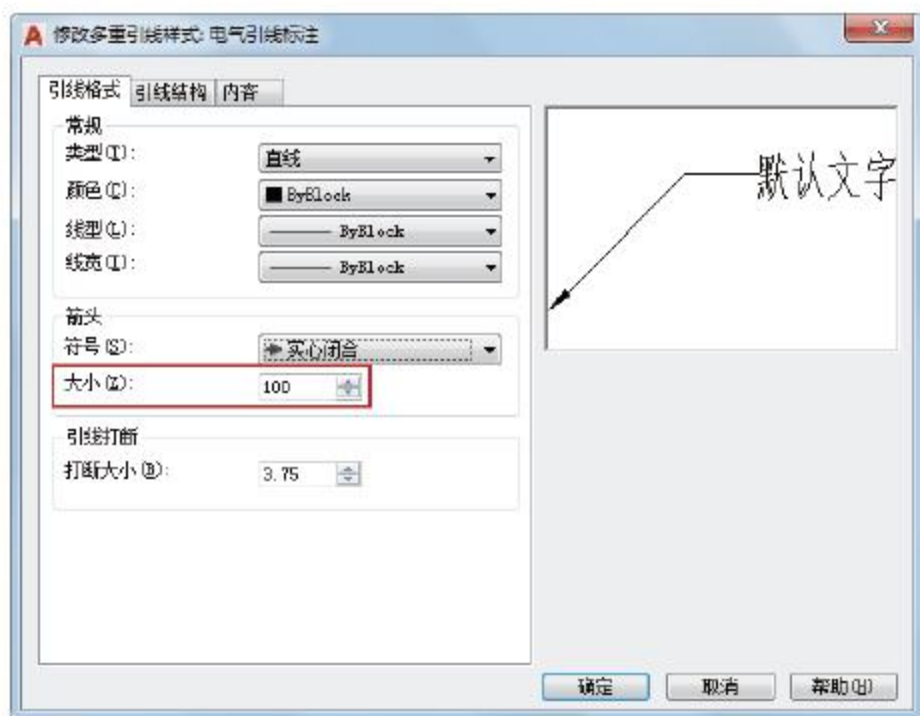 修改多重引线样式: 电气引线标注
引线格式 引线结构 内容
常规
类型(T): 直线
颜色(C): ByBlock
线型(L): ByBlock
线宽(I): ByBlock
箭头
符号(S): 实心闭合
大小(Z): 100
引线打断
打断大小(B): 3.75
默认文字
确定 取消 帮助(H)